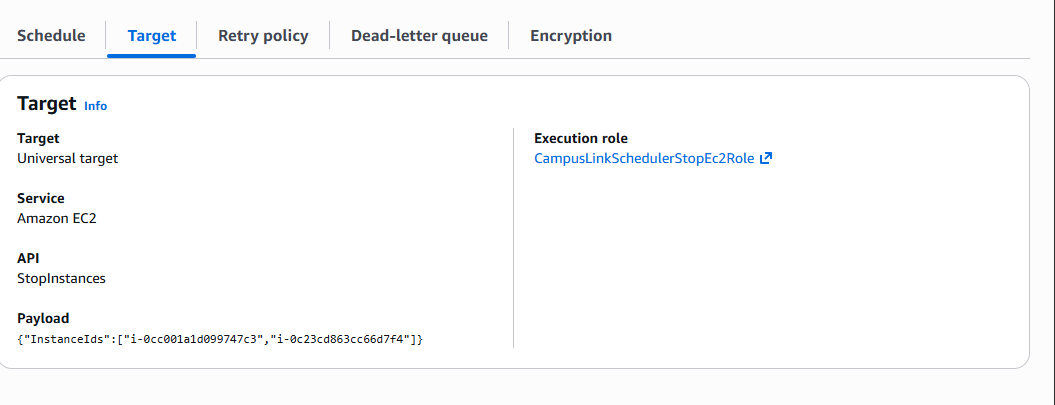 Schedule
Target
Retry policy
Dead-letter queue
Encryption
Target Info
Target
Universal target
Service
Amazon EC2
API
StopInstances
Payload
{"InstanceIds":["i-0cc001a1d099747c3","i-0c23cd863cc66d7f4"]}
Execution role
CampusLinkSchedulerStopEc2Role